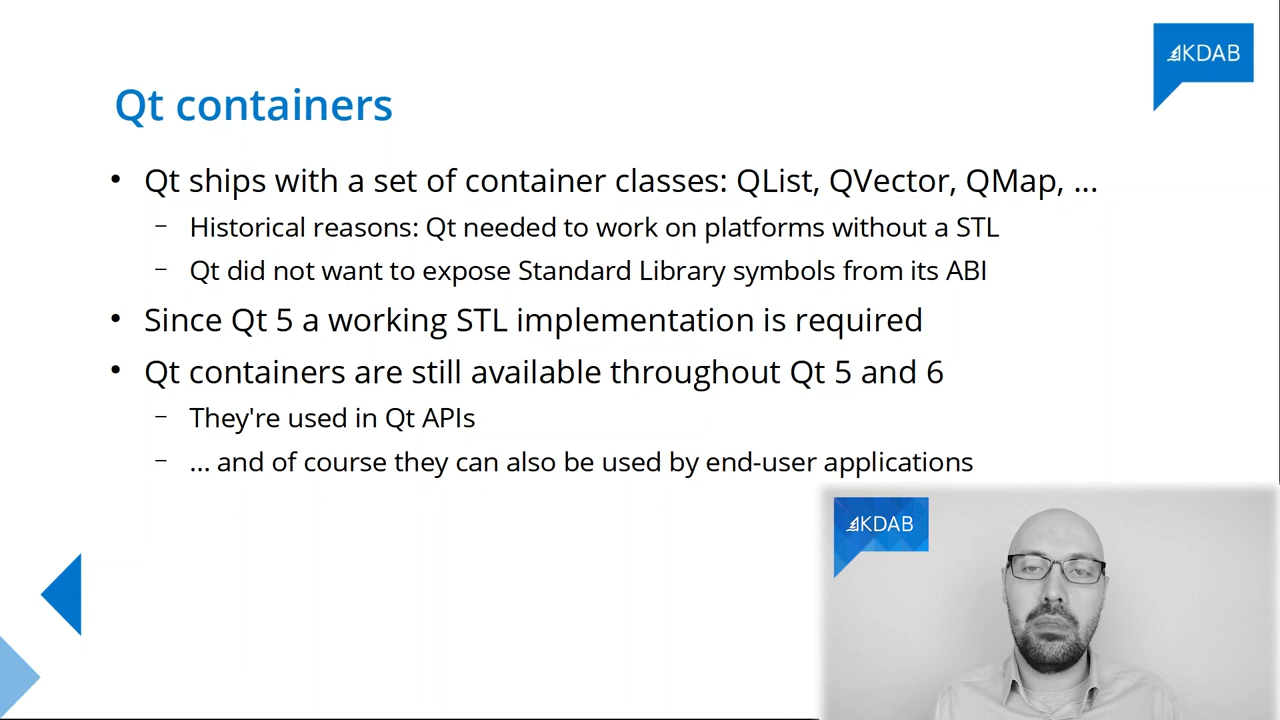 KDAB
Qt containers
• Qt ships with a set of container classes: QList, QVector, QMap, ...
– Historical reasons: Qt needed to work on platforms without a STL
– Qt did not want to expose Standard Library symbols from its ABI
• Since Qt 5 a working STL implementation is required
• Qt containers are still available throughout Qt 5 and 6
– They're used in Qt APIs
– ... and of course they can also be used by end-user applications
KDAB